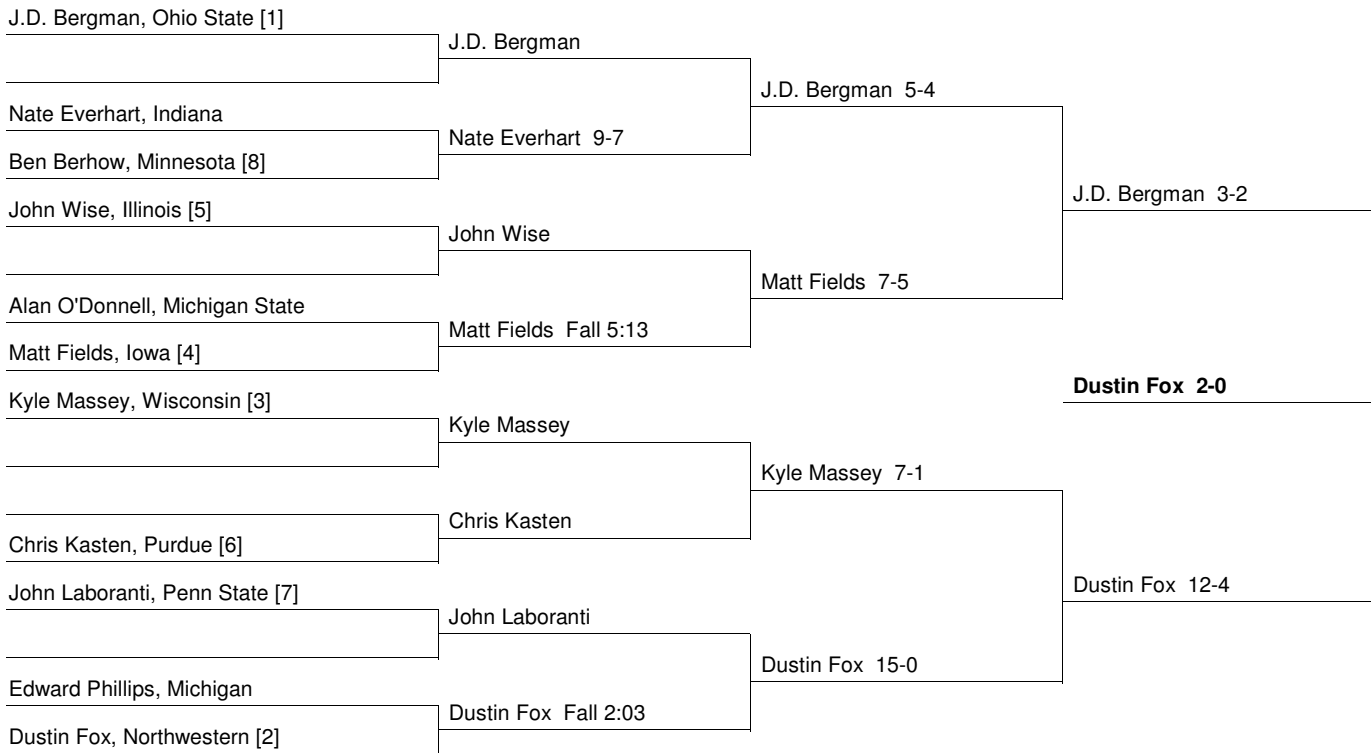 J.D. Bergman, Ohio State [1]
J.D. Bergman
J.D. Bergman  5-4
Nate Everhart, Indiana
Nate Everhart  9-7
Ben Berhow, Minnesota [8]
J.D. Bergman  3-2
John Wise, Illinois [5]
John Wise
Matt Fields  7-5
Alan O'Donnell, Michigan State
Matt Fields  Fall 5:13
Matt Fields, Iowa [4]
Dustin Fox  2-0
Kyle Massey, Wisconsin [3]
Kyle Massey
Kyle Massey  7-1
Chris Kasten
Chris Kasten, Purdue [6]
Dustin Fox  12-4
John Laboranti, Penn State [7]
John Laboranti
Dustin Fox  15-0
Edward Phillips, Michigan
Dustin Fox  Fall 2:03
Dustin Fox, Northwestern [2]